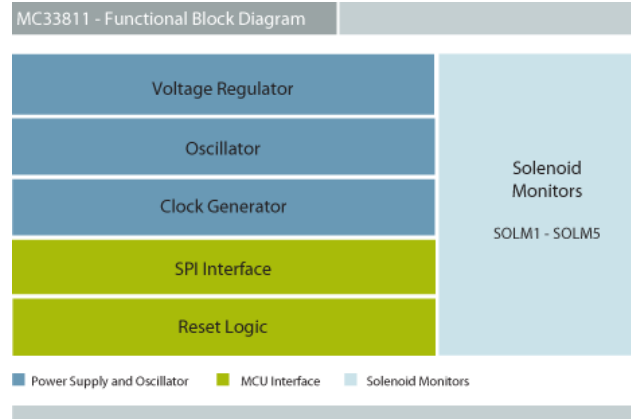 MC33811 - Functional Block Diagram
Voltage Regulator
Oscillator
Clock Generator
SPI Interface
Reset Logic
Solenoid
Monitors
SOLM1 - SOLM5
Power Supply and Oscillator
MCU Interface
Solenoid Monitors